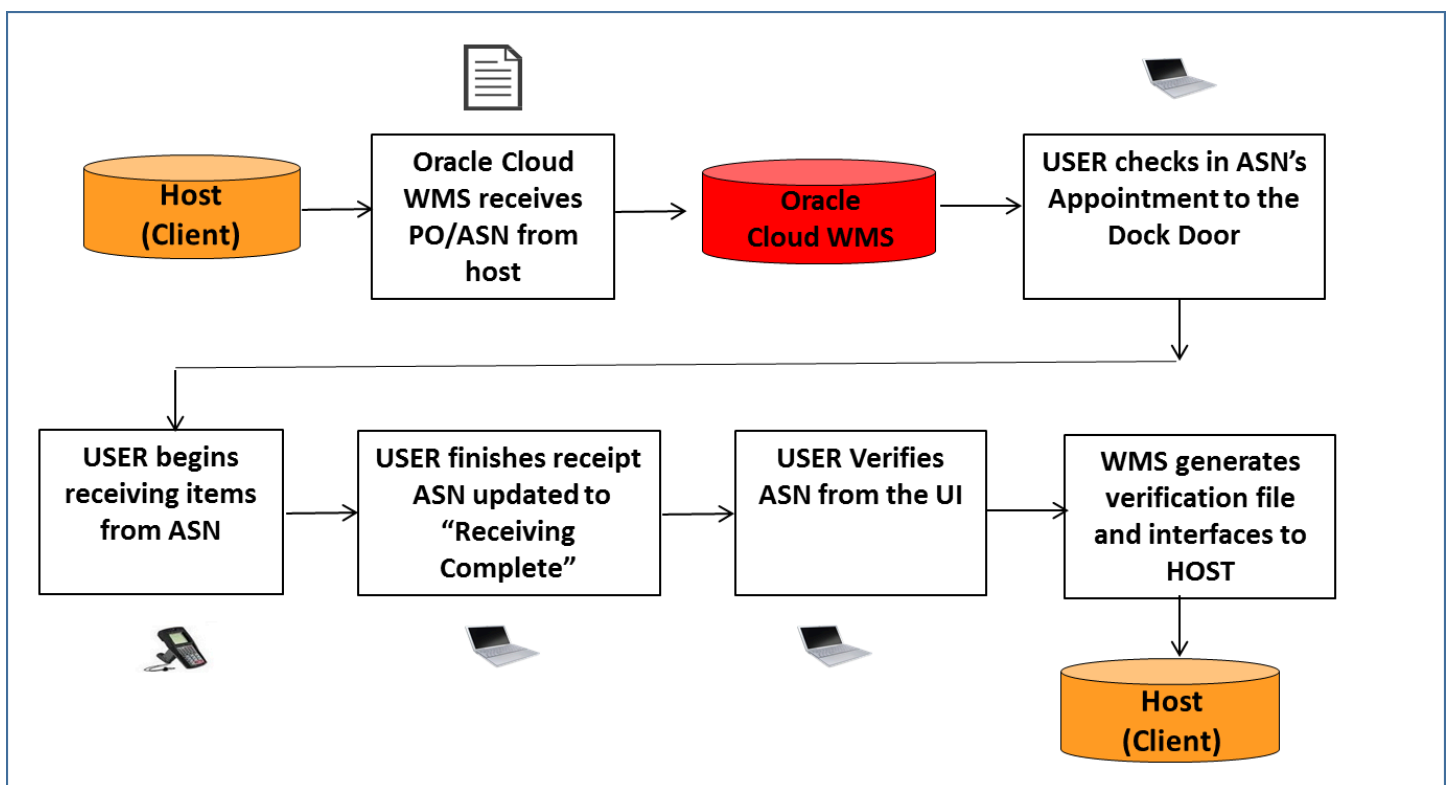 Host
(Client)
Oracle Cloud
WMS receives
PO/ASN from
host
Oracle
Cloud WMS
USER checks in ASN’s
Appointment to the
Dock Door
USER begins
receiving items
from ASN
USER finishes receipt
ASN updated to
“Receiving
Complete”
USER Verifies
ASN from the UI
WMS generates
verification file
and interfaces to
HOST
Host
(Client)